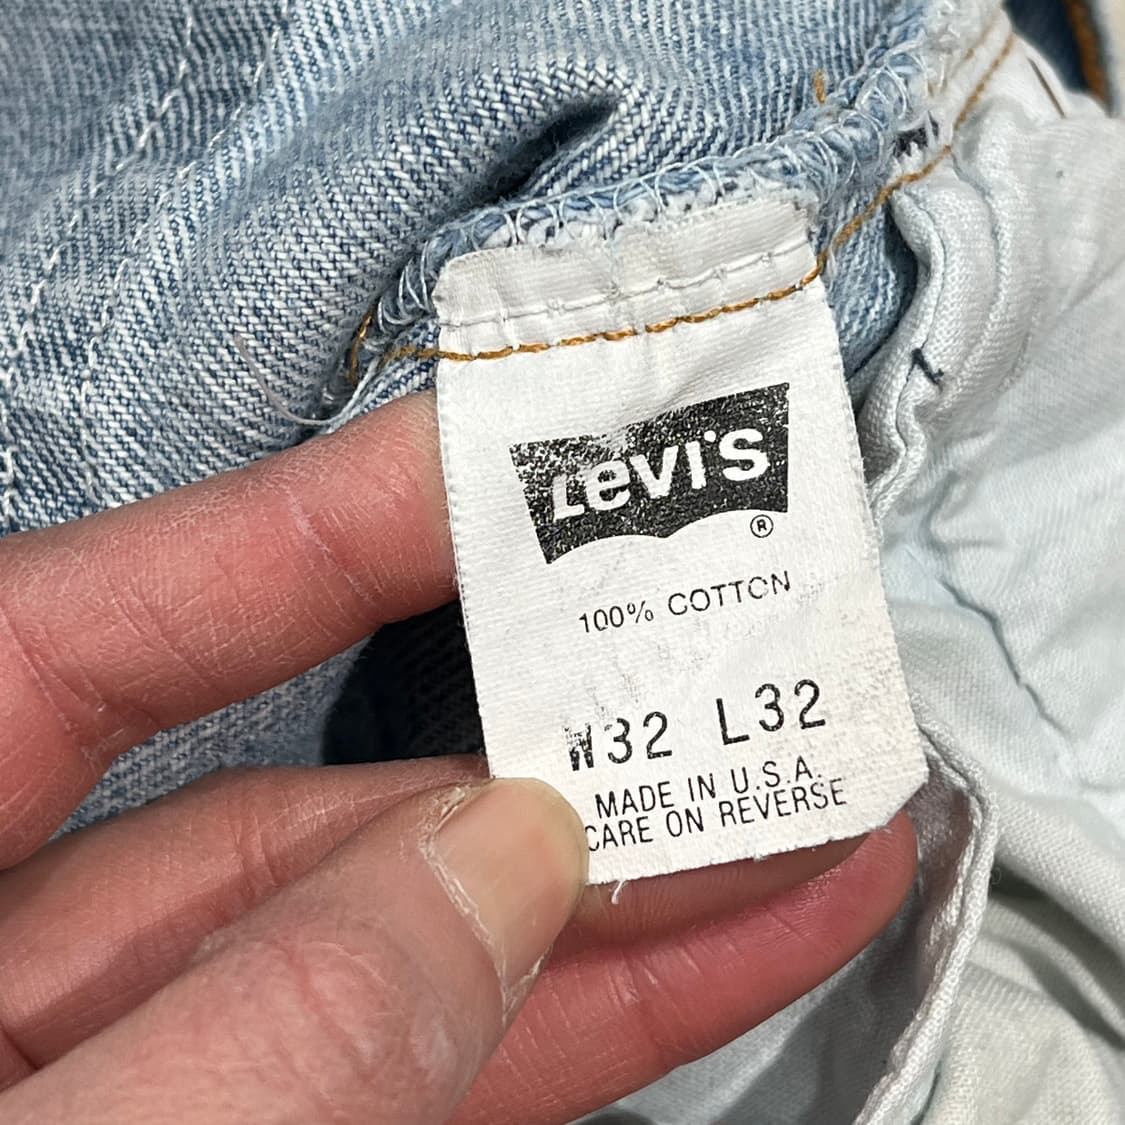 Levi's ®
100% COTTON
W32 L32
MADE IN U.S.A.
CARE ON REVERSE